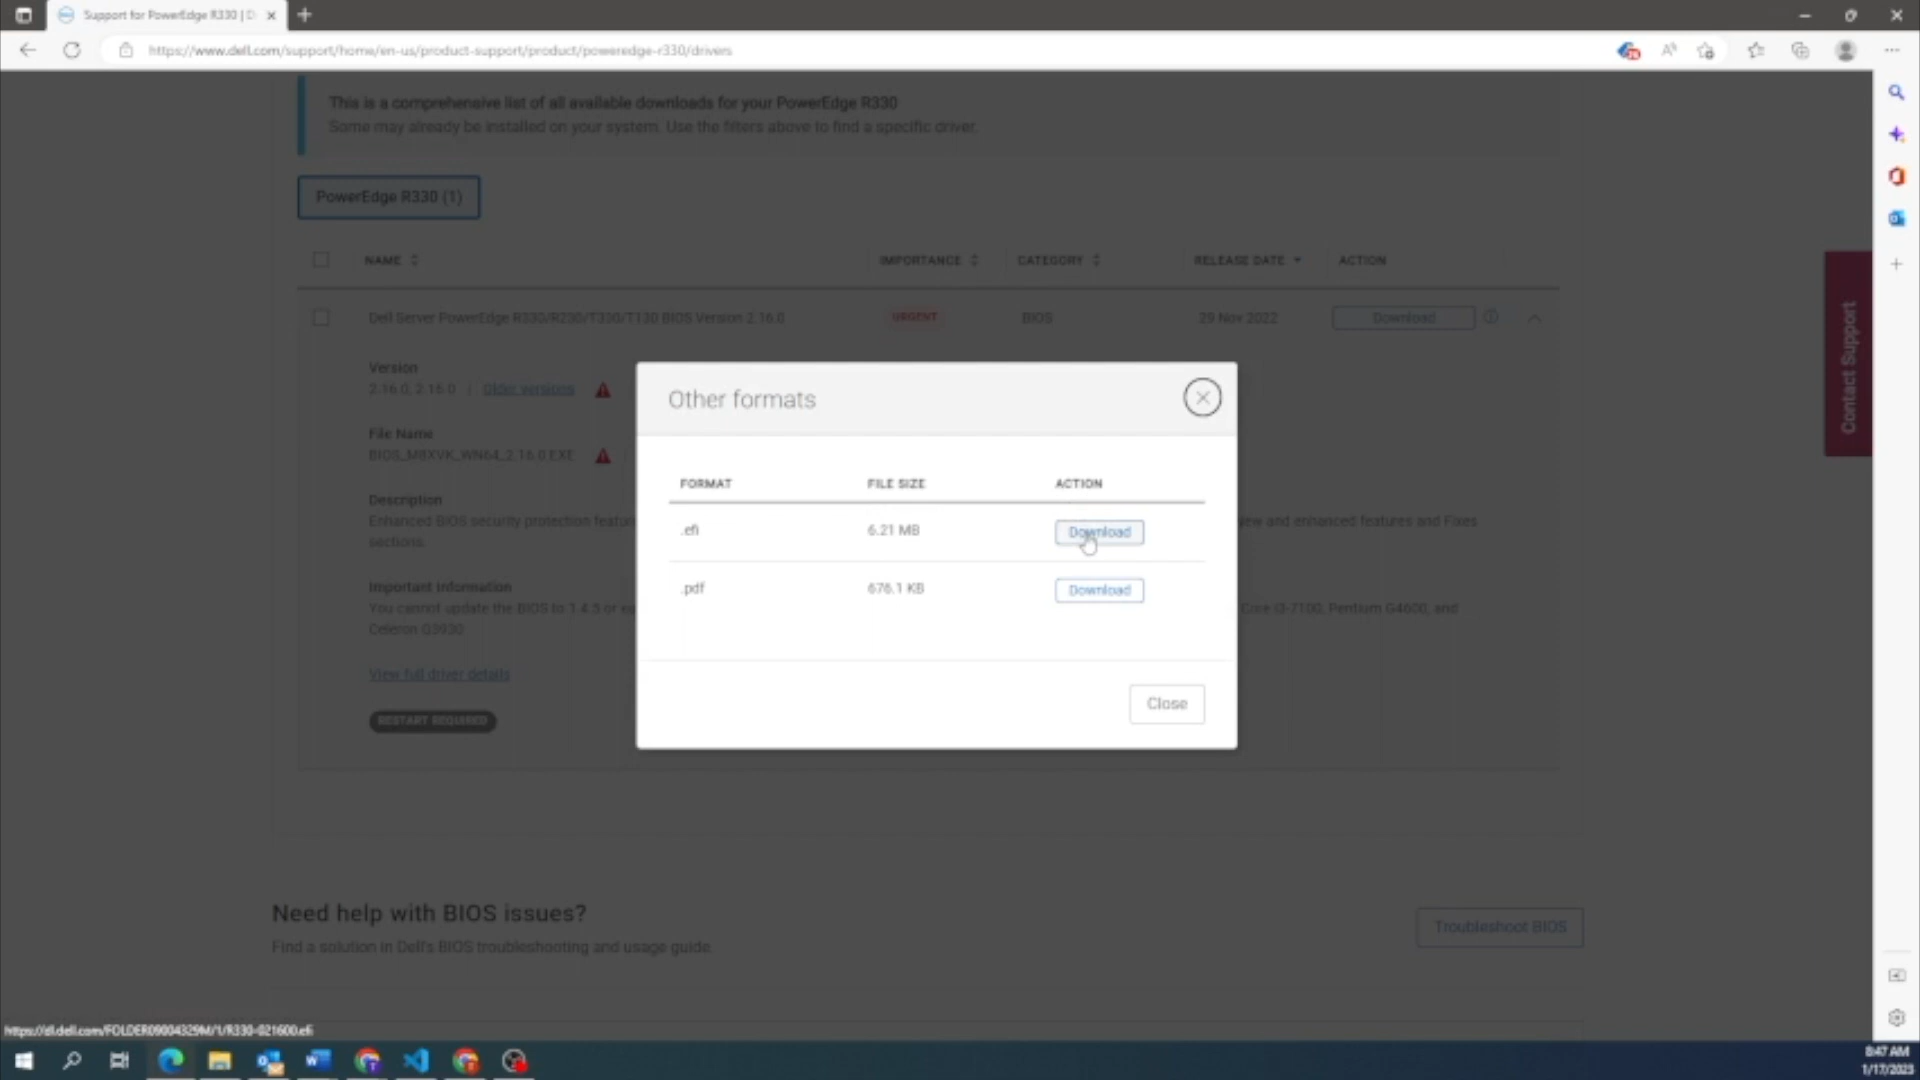 Support for PowerEdge R330 | D
https://www.dell.com/support/home/en-us/product-support/product/poweredge-r330/drivers
This is a comprehensive list of all available downloads for your PowerEdge R330
Some may already be installed on your system. Use the filters above to find a specific driver.
PowerEdge R330 (1)
NAME IMPORTANCE CATEGORY RELEASE DATE ACTION
Dell Server PowerEdge R330/R230/T330/T130 BIOS Version 2.16.0 URGENT BIOS 29 Nov 2022 Download
Version
2.16.0, 2.16.0 | Older versions
File Name
BIOS_M8XVK_WN64_2.16.0.EXE
Description
Enhanced BIOS security protection featur
iew and enhanced features and Fixes
sections.
Important Information
You cannot update the BIOS to 1.4.5 or ea
Core i3-7100, Pentium G4600, and
Celeron G3930.
View full driver details
RESTART REQUIRED
Other formats
FORMAT FILE SIZE ACTION
.efi 6.21 MB Download
.pdf 676.1 KB Download
Close
Contact Support
Need help with BIOS issues?
Find a solution in Dell's BIOS troubleshooting and usage guide.
Troubleshoot BIOS
https://dl.dell.com/FOLDER09004329M/1/R330-021600.efi
8:47 AM
1/17/2023